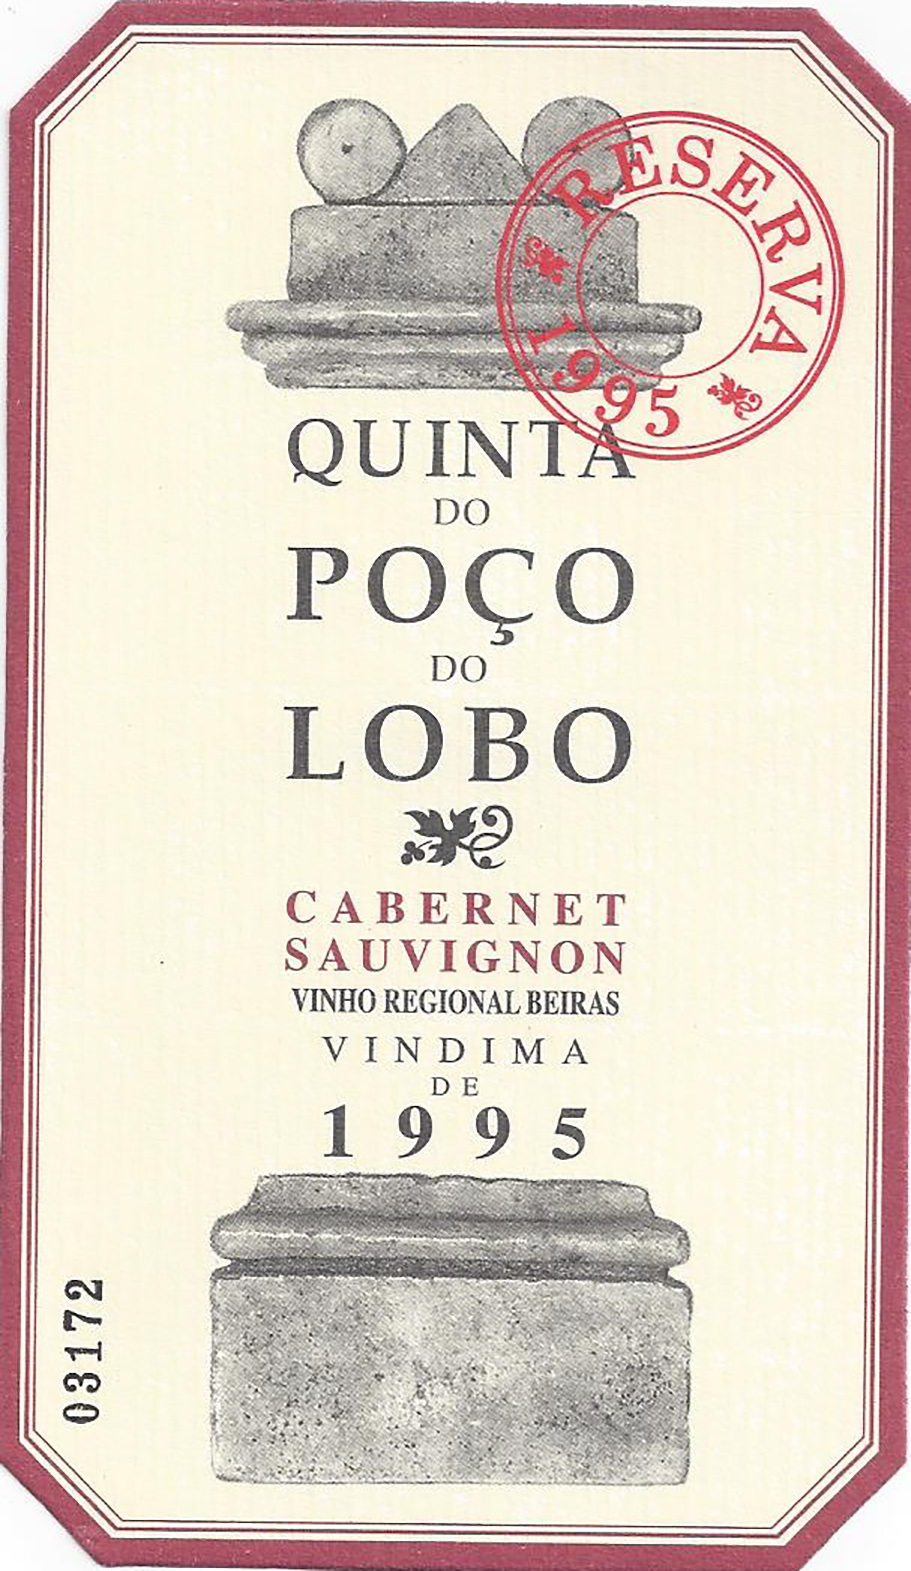 RESERVA
1995
QUINTA
DO
POÇO
DO
LOBO
CABERNET
SAUVIGNON
VINHO REGIONAL BEIRAS
VINDIMA
DE
1995
03172